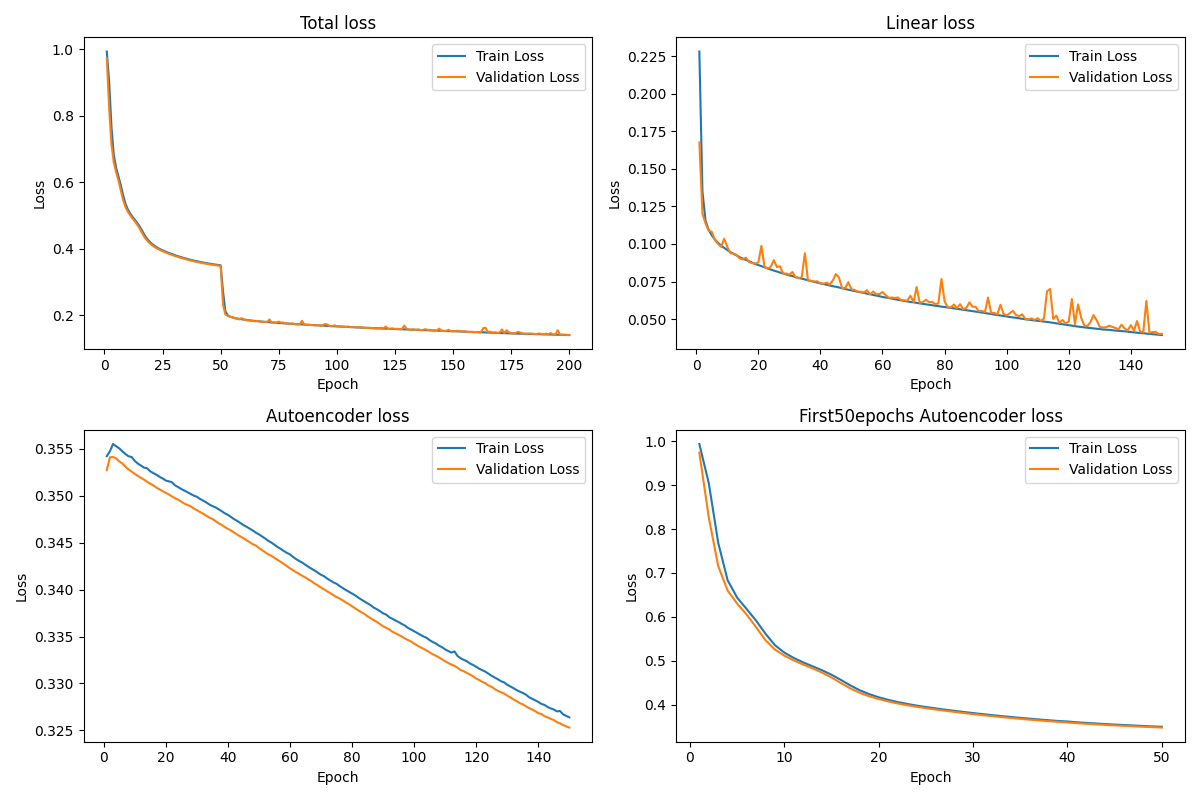 Total loss
Loss
1.0
0.8
0.6
0.4
0.2
Train Loss
Validation Loss
0 25 50 75 100 125 150 175 200
Epoch
Linear loss
Loss
0.225
0.200
0.175
0.150
0.125
0.100
0.075
0.050
Train Loss
Validation Loss
0 20 40 60 80 100 120 140
Epoch
Autoencoder loss
Loss
0.355
0.350
0.345
0.340
0.335
0.330
0.325
Train Loss
Validation Loss
0 20 40 60 80 100 120 140
Epoch
First50epochs Autoencoder loss
Loss
1.0
0.9
0.8
0.7
0.6
0.5
0.4
Train Loss
Validation Loss
0 10 20 30 40 50
Epoch